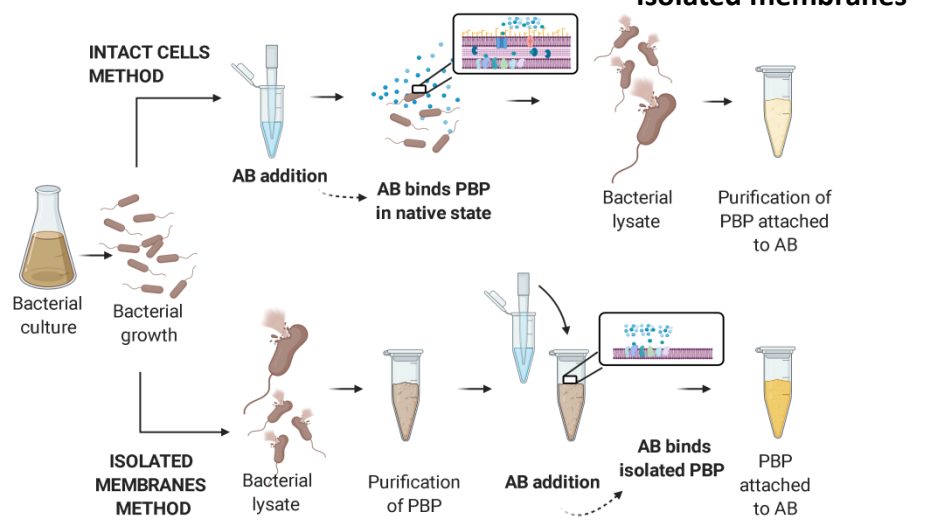 Isolated membranes
INTACT CELLS
METHOD
AB addition
AB binds PBP
in native state
Bacterial
lysate
Purification of
PBP attached
to AB
Bacterial
culture
Bacterial
growth
ISOLATED
MEMBRANES
METHOD
Bacterial
lysate
Purification
of PBP
AB addition
AB binds
isolated PBP
PBP
attached
to AB